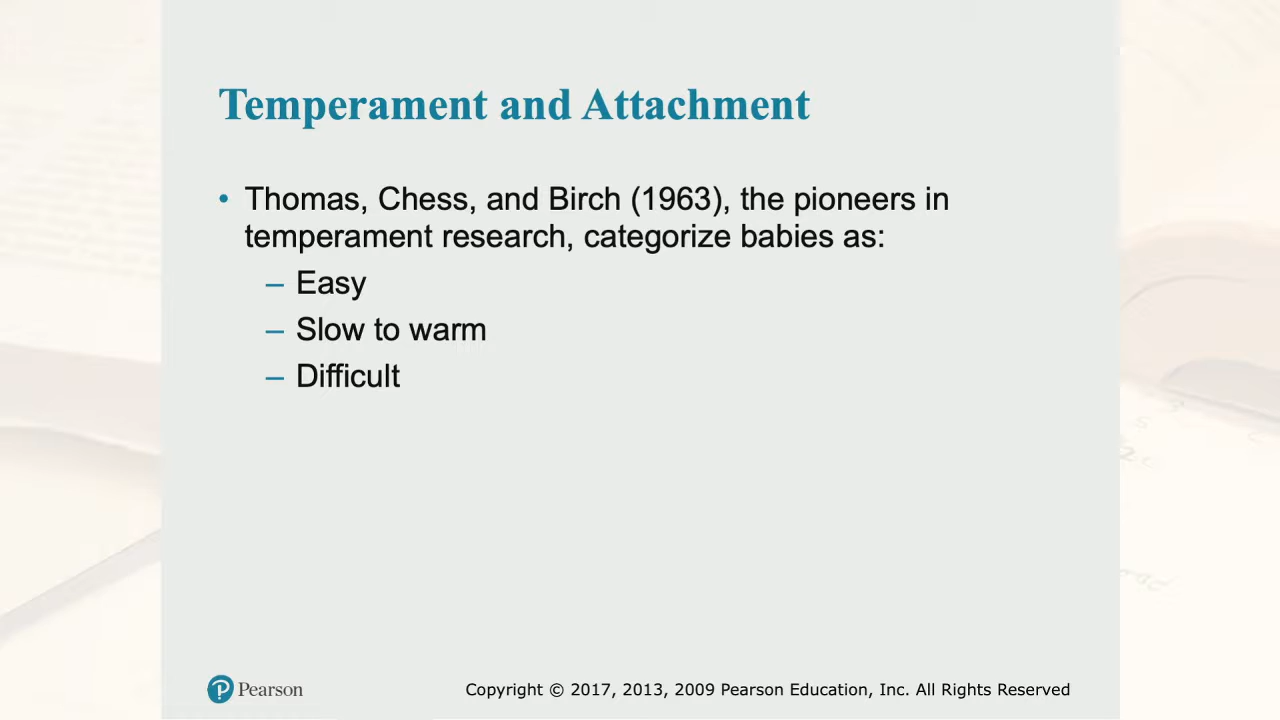 Temperament and Attachment
• Thomas, Chess, and Birch (1963), the pioneers in
temperament research, categorize babies as:
– Easy
– Slow to warm
– Difficult
Pearson
Copyright © 2017, 2013, 2009 Pearson Education, Inc. All Rights Reserved